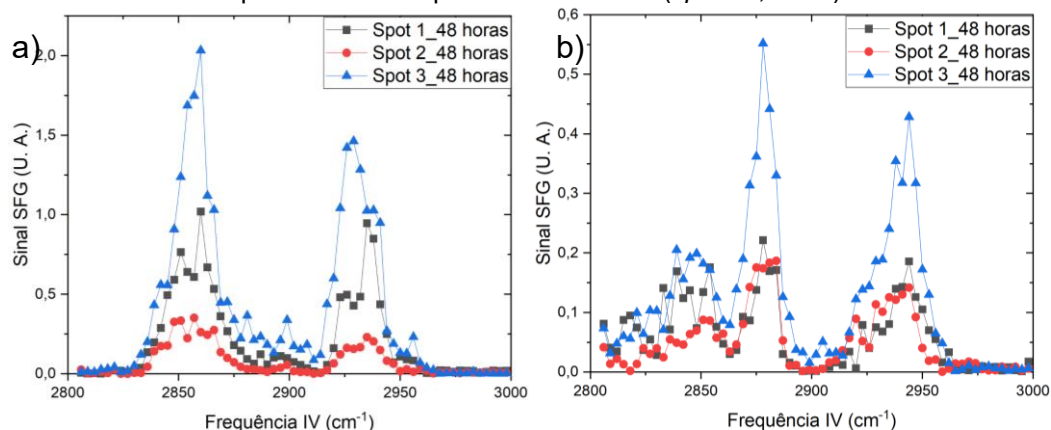 a)
Spot 1_48 horas
Spot 2_48 horas
Spot 3_48 horas
2,0
1,5
1,0
0,5
0,0
Sinal SFG (U. A.)
2800 2850 2900 2950 3000
Frequência IV (cm⁻¹)
b)
Spot 1_48 horas
Spot 2_48 horas
Spot 3_48 horas
0,6
0,5
0,4
0,3
0,2
0,1
0,0
Sinal SFG (U. A.)
2800 2850 2900 2950 3000
Frequência IV (cm⁻¹)